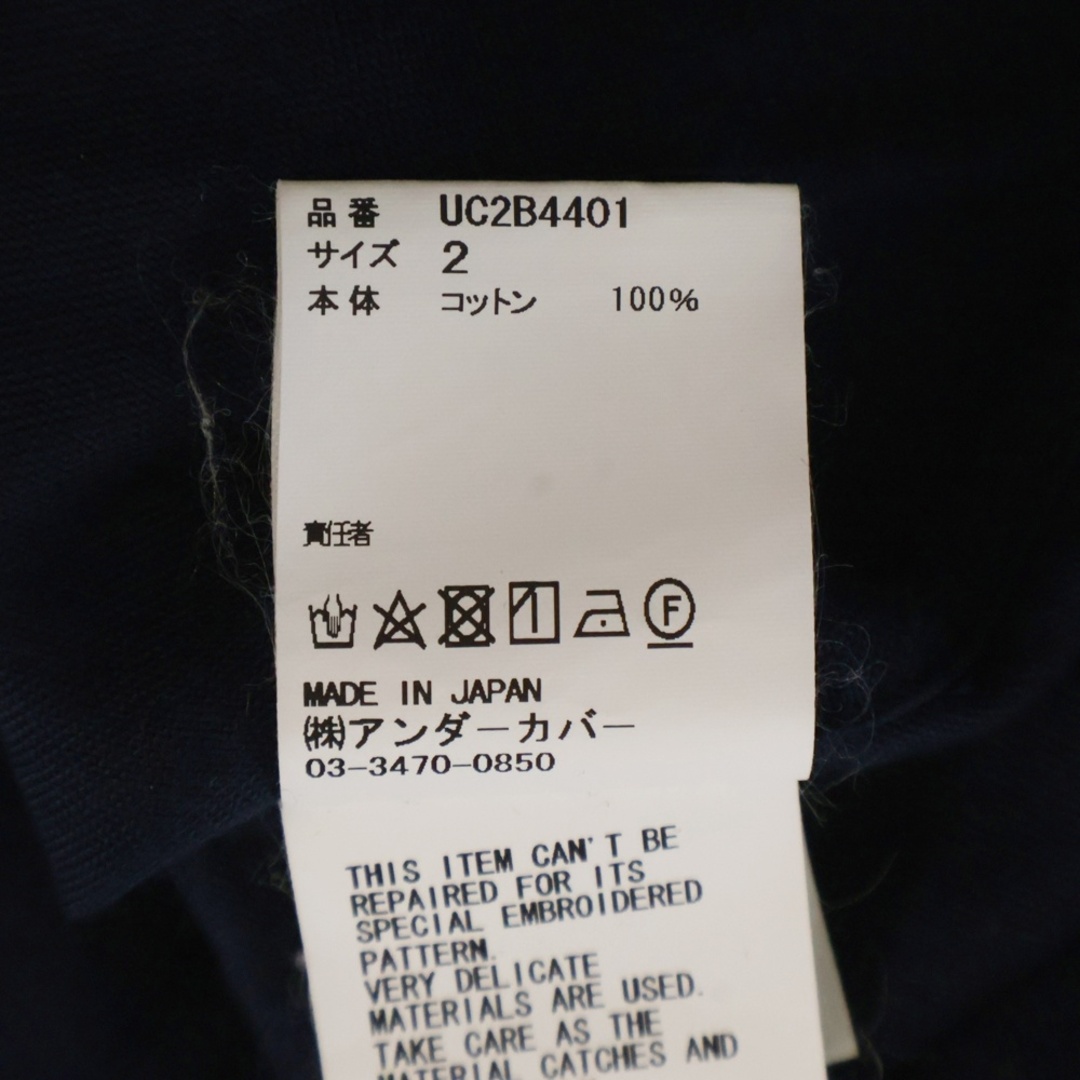 品番 UC2B4401
サイズ 2
本体 コットン 100%
責任者
F
MADE IN JAPAN
(株)アンダーカバー
03-3470-0850
THIS ITEM CAN'T BE
REPAIRED FOR ITS
SPECIAL EMBROIDERED
PATTERN.
VERY DELICATE
MATERIALS ARE USED.
TAKE CARE AS THE
MATERIAL CATCHES AND